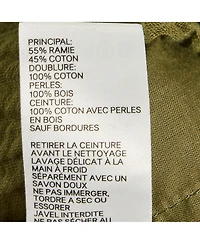 PRINCIPAL:
55% RAMIE
45% COTON
DOUBLURE:
100% COTON
PERLES:
100% BOIS
CEINTURE:
100% COTON AVEC PERLES
EN BOIS
SAUF BORDURES
RETIRER LA CEINTURE
AVANT LE NETTOYAGE
LAVAGE DÉLICAT À LA
MAIN À FROID
SÉPARÉMENT AVEC UN
SAVON DOUX
NE PAS IMMERGER,
TORDRE A SEC OU
ESSORER
JAVEL INTERDITE
NE PAS SÉCHER AU